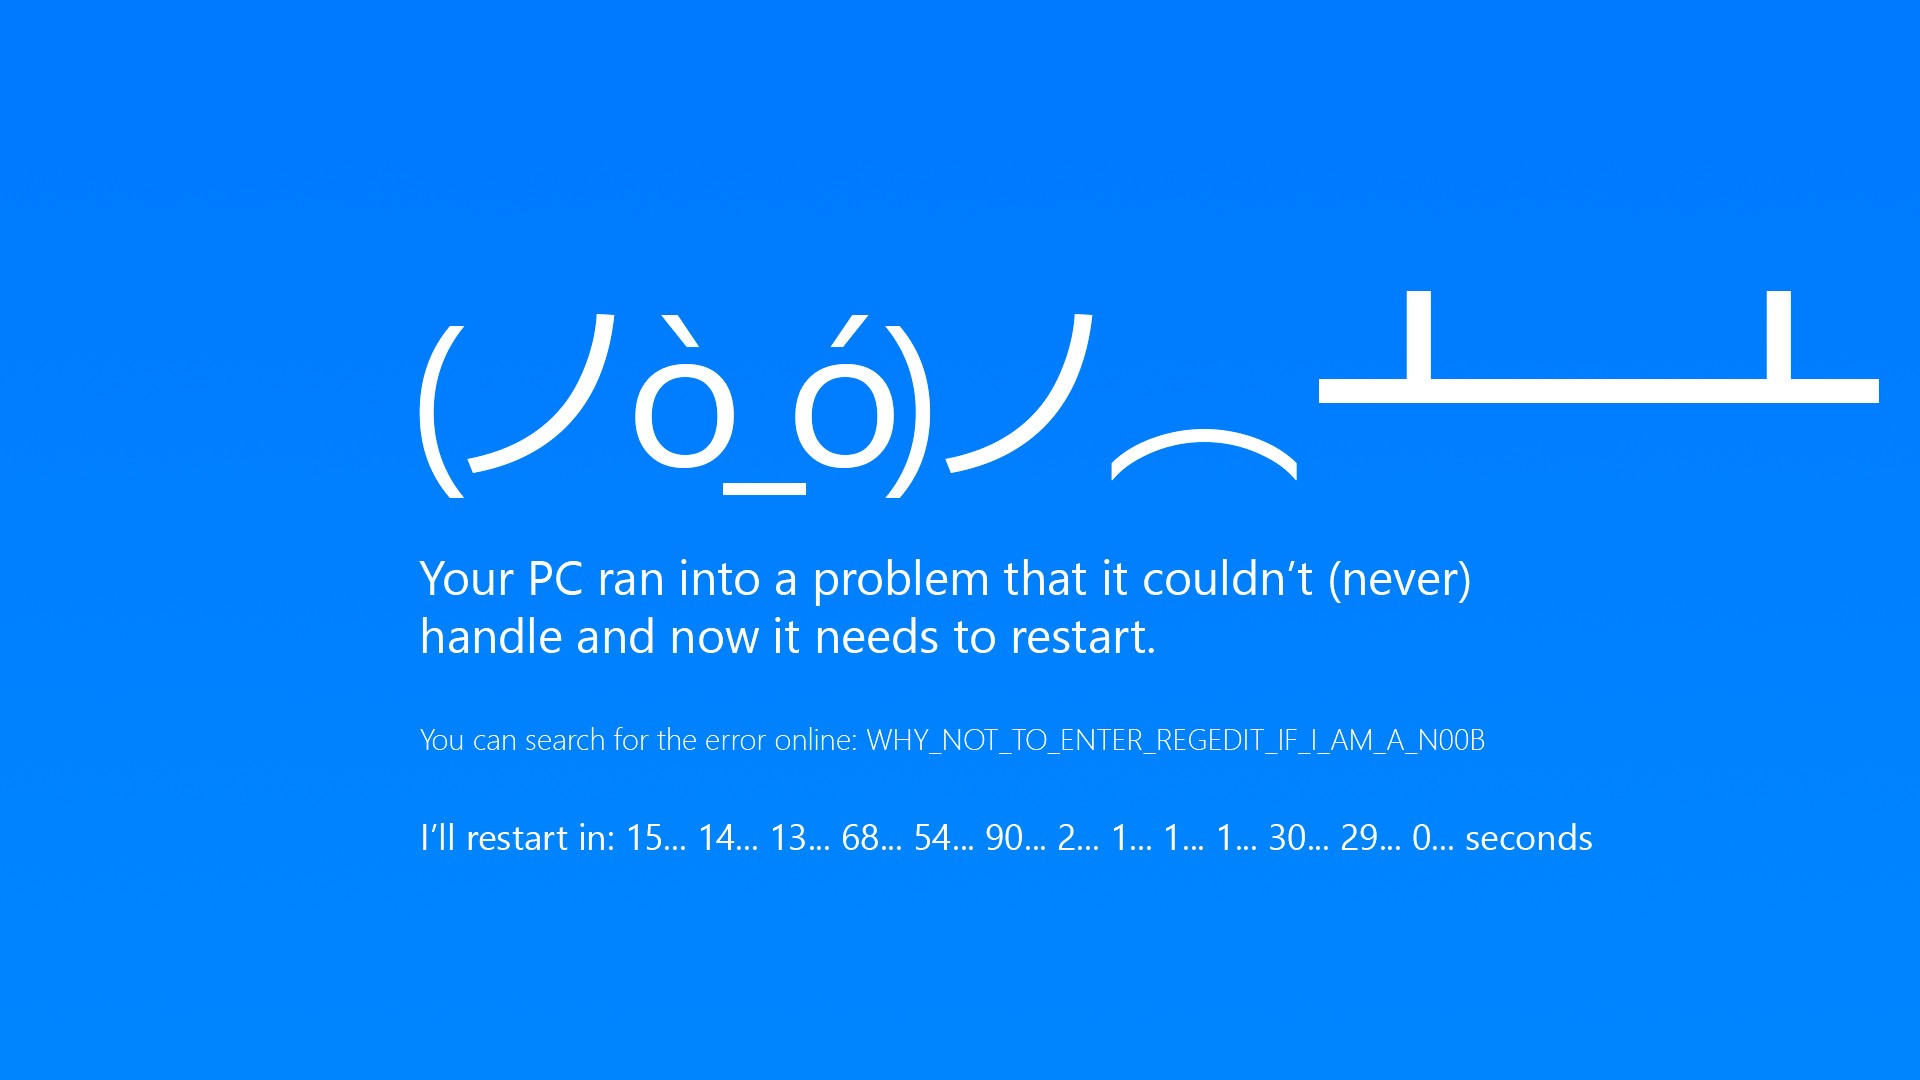 (ノò_ó)ノ︵┻━┻
Your PC ran into a problem that it couldn’t (never)
handle and now it needs to restart.
You can search for the error online: WHY_NOT_TO_ENTER_REGEDIT_IF_I_AM_A_N00B
I’ll restart in: 15... 14... 13... 68... 54... 90... 2... 1... 1... 1... 30... 29... 0... seconds